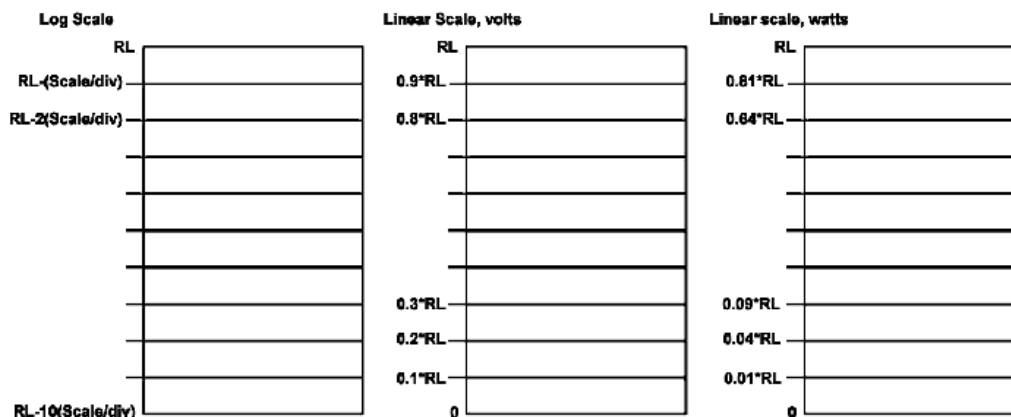 Log Scale
RL
RL-(Scale/div)
RL-2(Scale/div)
RL-10(Scale/div)
Linear Scale, volts
RL
0.9*RL
0.8*RL
0.3*RL
0.2*RL
0.1*RL
0
Linear scale, watts
RL
0.81*RL
0.64*RL
0.09*RL
0.04*RL
0.01*RL
0